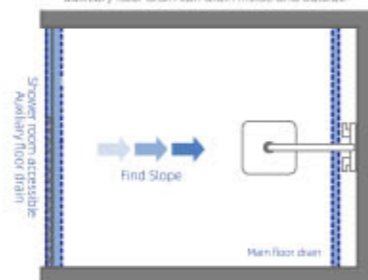 Shower room accessible
Auxiliary floor drain
Find Slope
Main floor drain